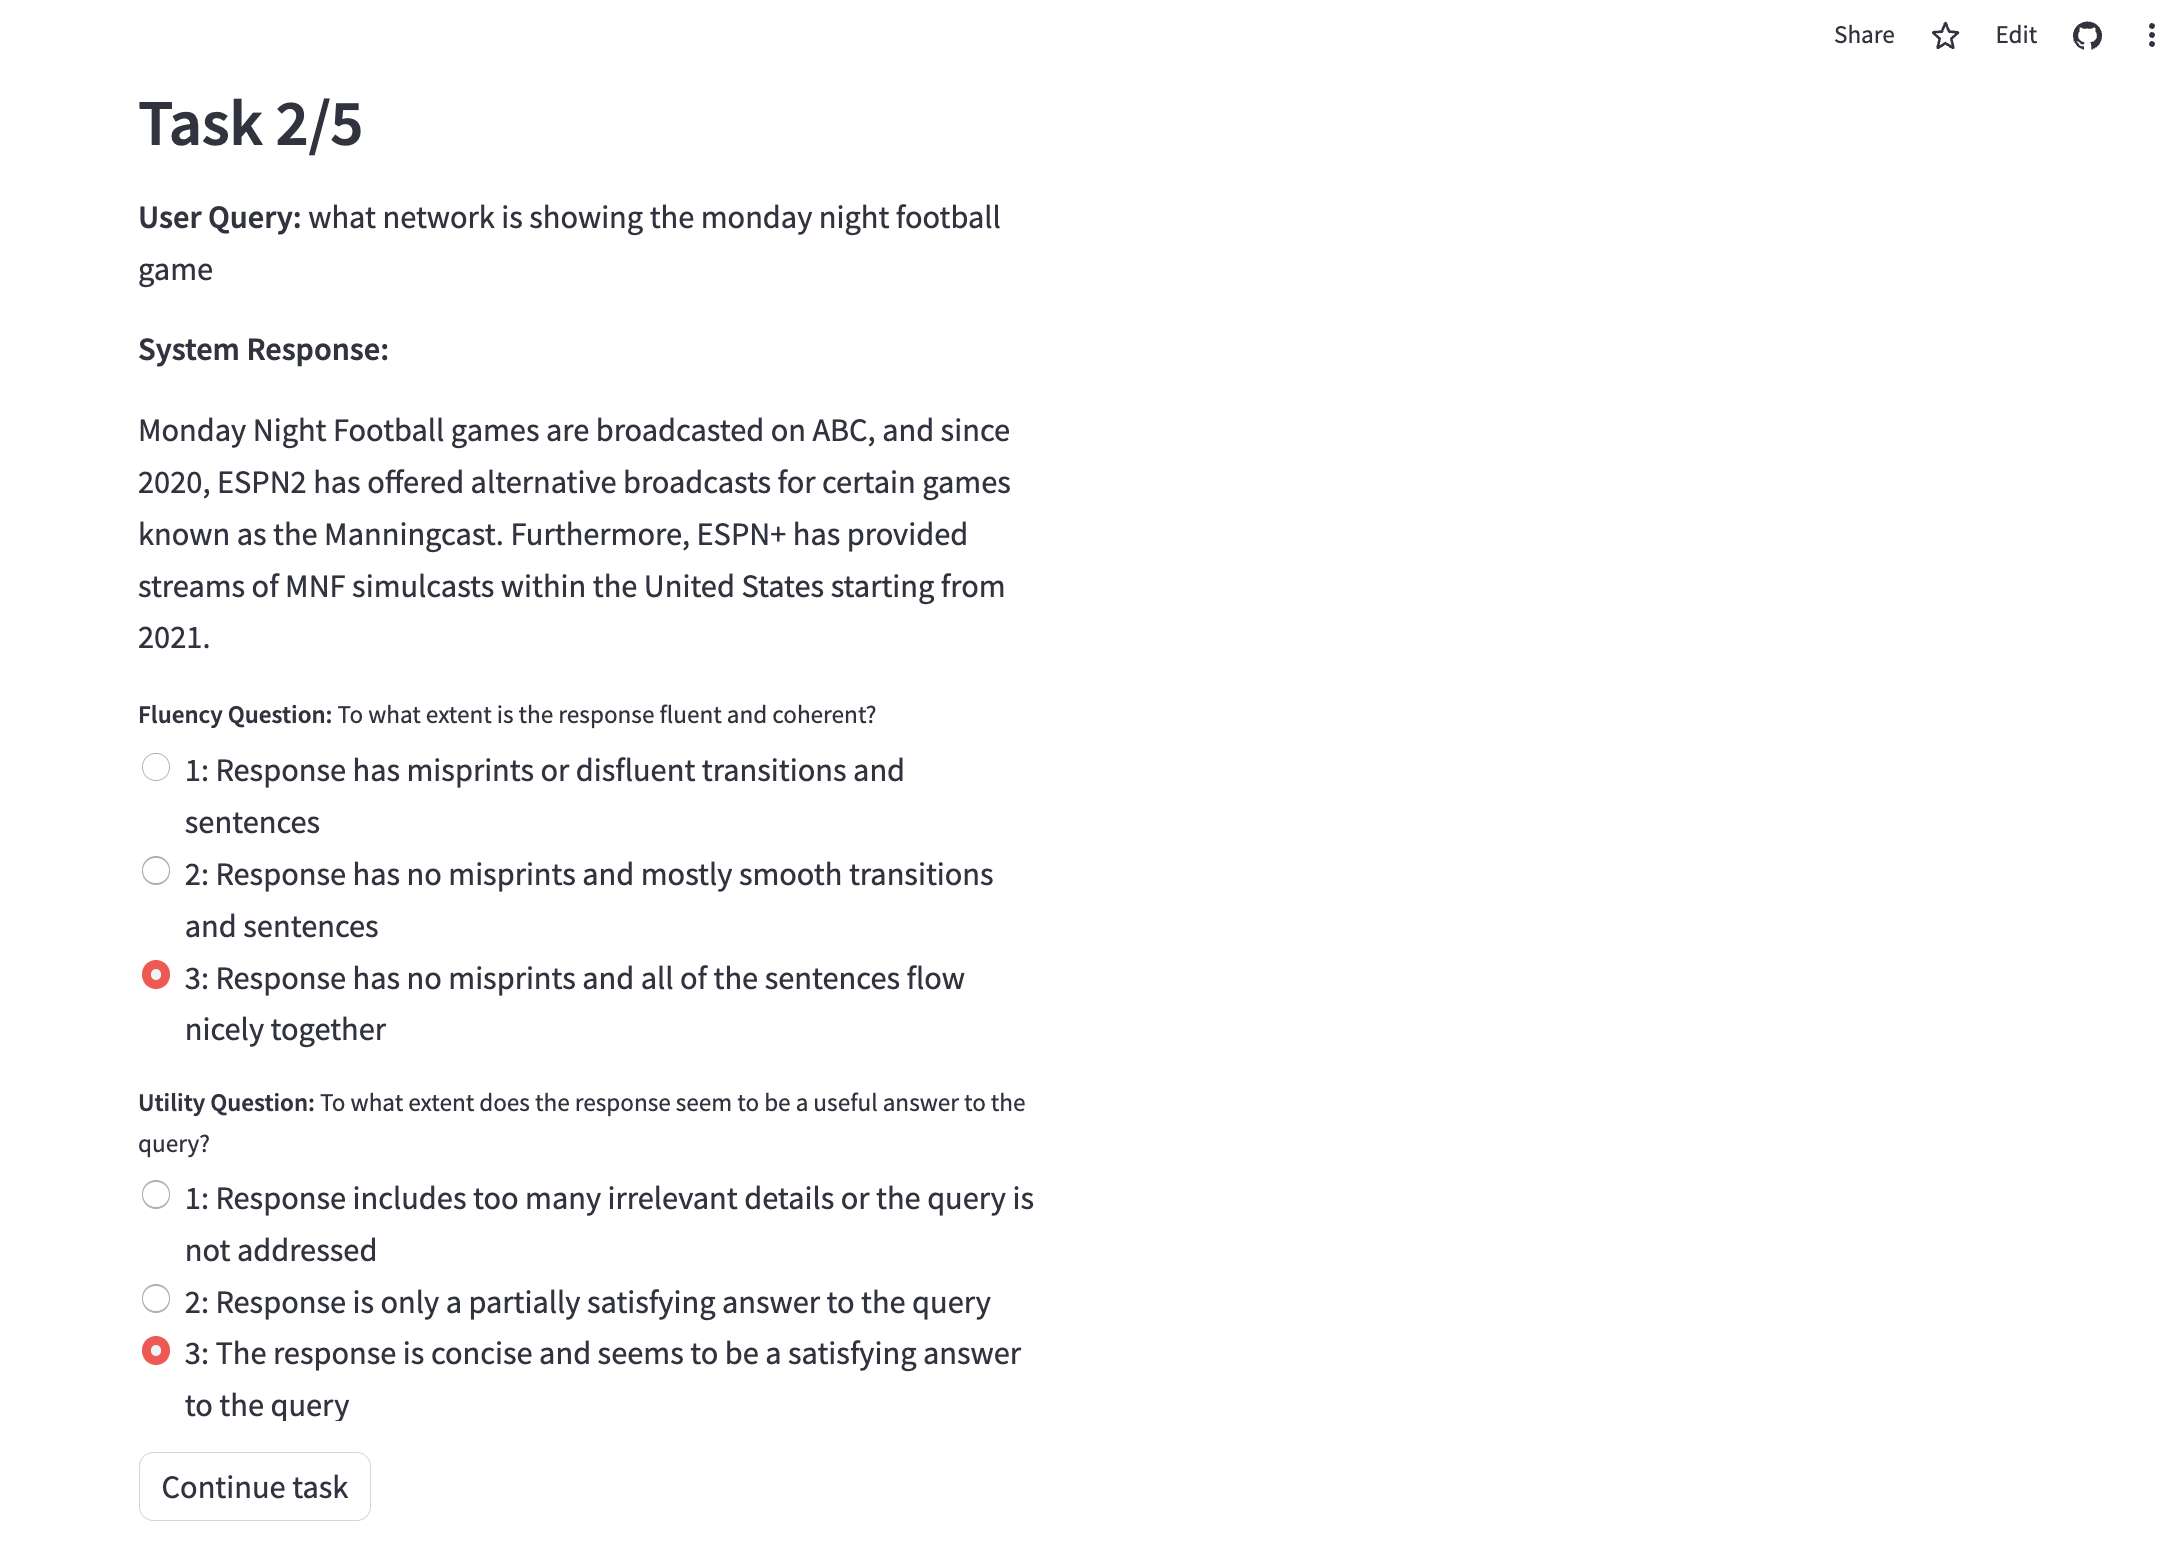 Share Edit
Task 2/5
User Query: what network is showing the monday night football
game
System Response:
Monday Night Football games are broadcasted on ABC, and since
2020, ESPN2 has offered alternative broadcasts for certain games
known as the Manningcast. Furthermore, ESPN+ has provided
streams of MNF simulcasts within the United States starting from
2021.
Fluency Question: To what extent is the response fluent and coherent?
1: Response has misprints or disfluent transitions and
sentences
2: Response has no misprints and mostly smooth transitions
and sentences
3: Response has no misprints and all of the sentences flow
nicely together
Utility Question: To what extent does the response seem to be a useful answer to the
query?
1: Response includes too many irrelevant details or the query is
not addressed
2: Response is only a partially satisfying answer to the query
3: The response is concise and seems to be a satisfying answer
to the query
Continue task